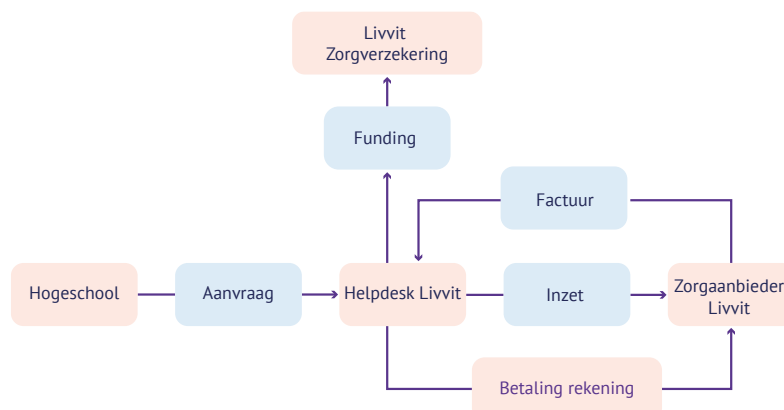 Livvit
Zorgverzekering
Funding
Factuur
Hogeschool
Aanvraag
Helpdesk Livvit
Inzet
Zorgaanbieder
Livvit
Betaling rekening